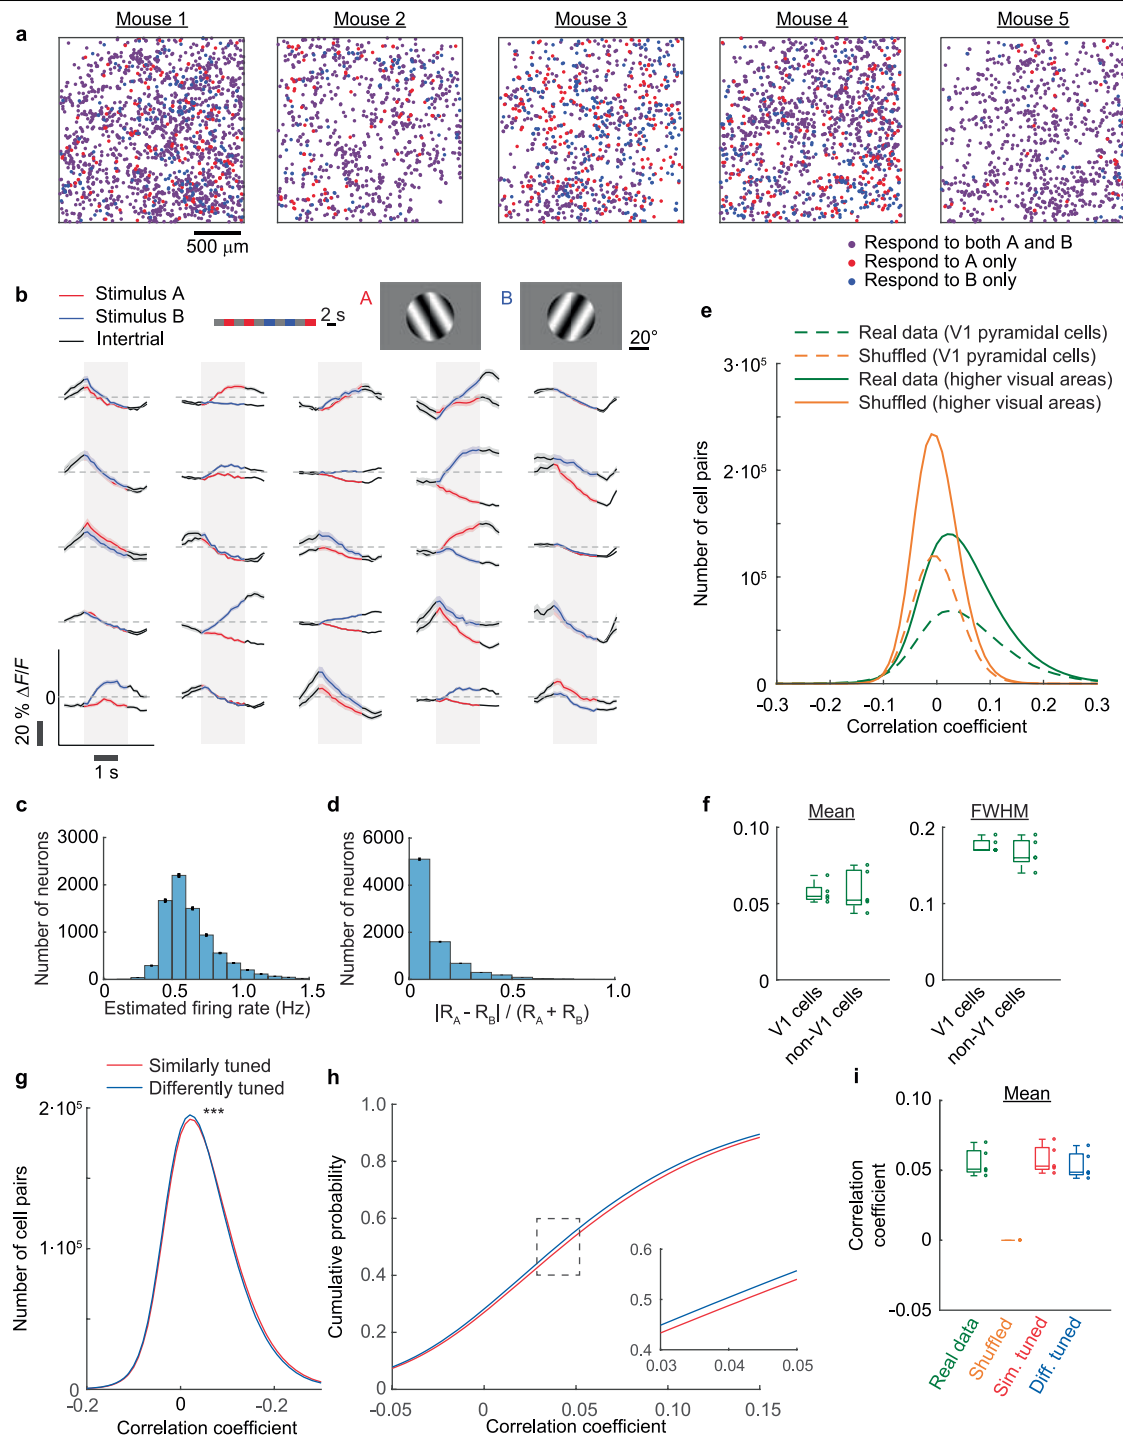 Mouse 1 Mouse 2 Mouse 3 Mouse 4 Mouse 5
a
500 µm
Respond to both A and B
Respond to A only
Respond to B only
b
Stimulus A
Stimulus B
Intertrial
2 s
A
B
20°
0
20 % ΔF/F
1 s
e
Real data (V1 pyramidal cells)
Shuffled (V1 pyramidal cells)
Real data (higher visual areas)
Shuffled (higher visual areas)
Number of cell pairs
3·10⁵
2·10⁵
10⁵
0
-0.3 -0.2 -0.1 0 0.1 0.2 0.3
Correlation coefficient
c
Number of neurons
3000
2000
1000
0
0 0.5 1.0 1.5
Estimated firing rate (Hz)
d
Number of neurons
6000
4000
2000
0
0 0.5 1.0
|R_A - R_B| / (R_A + R_B)
f
Mean
0.10
0.05
0
V1 cells
non-V1 cells
FWHM
0.2
0.1
0
V1 cells
non-V1 cells
g
Similarly tuned
Differently tuned
***
Number of cell pairs
2·10⁵
1·10⁵
0
-0.2 0 -0.2
Correlation coefficient
h
Cumulative probability
1.0
0.8
0.6
0.4
0.2
0
-0.05 0 0.05 0.10 0.15
Correlation coefficient
0.6
0.5
0.4
0.03 0.04 0.05
i
Mean
Correlation
coefficient
0.10
0.05
0
-0.05
Real data
Shuffled
Sim. tuned
Diff. tuned